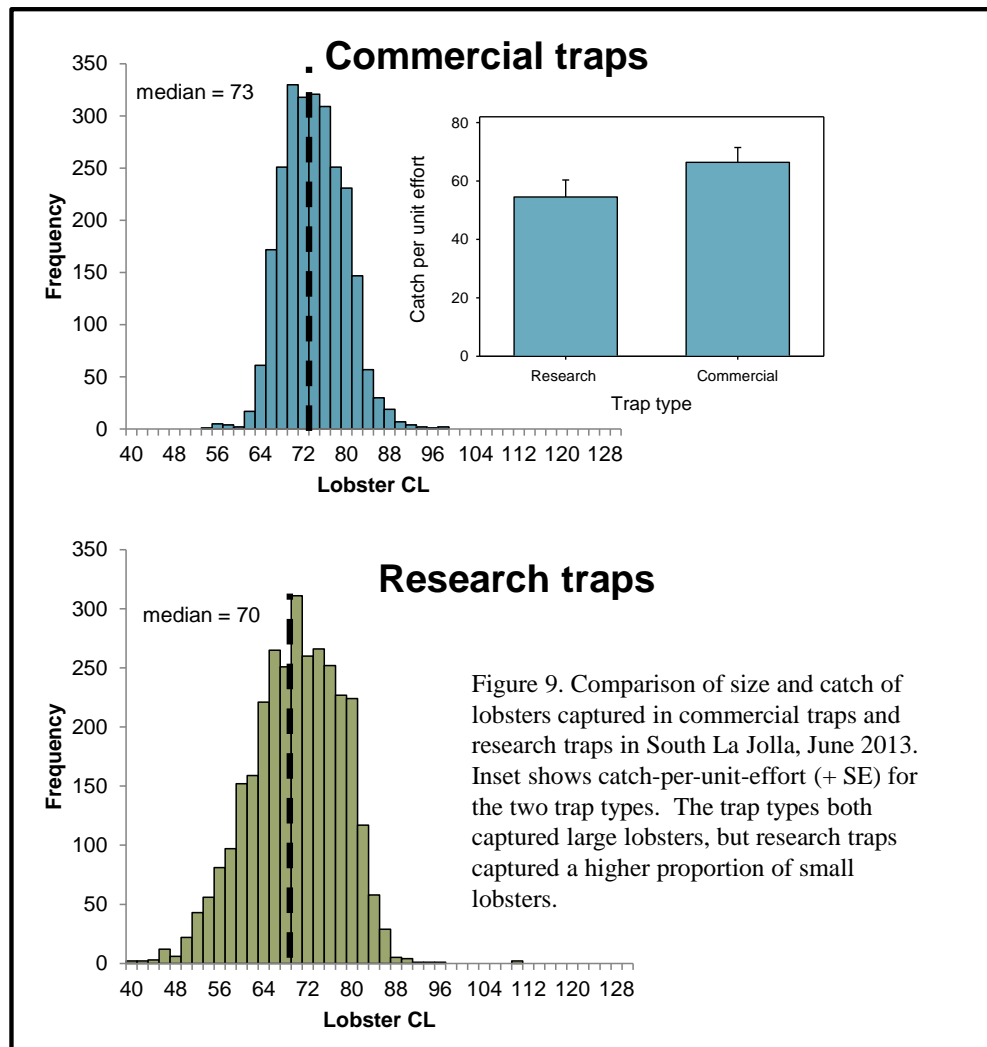 Commercial traps
350
300
250
200
150
100
50
0
Frequency
median = 73
40 48 56 64 72 80 88 96 104 112 120 128
Lobster CL
80
60
40
20
0
Catch per unit effort
Research Commercial
Trap type
Research traps
350
300
250
200
150
100
50
0
Frequency
median = 70
40 48 56 64 72 80 88 96 104 112 120 128
Lobster CL
Figure 9. Comparison of size and catch of
lobsters captured in commercial traps and
research traps in South La Jolla, June 2013.
Inset shows catch-per-unit-effort (+ SE) for
the two trap types.  The trap types both
captured large lobsters, but research traps
captured a higher proportion of small
lobsters.